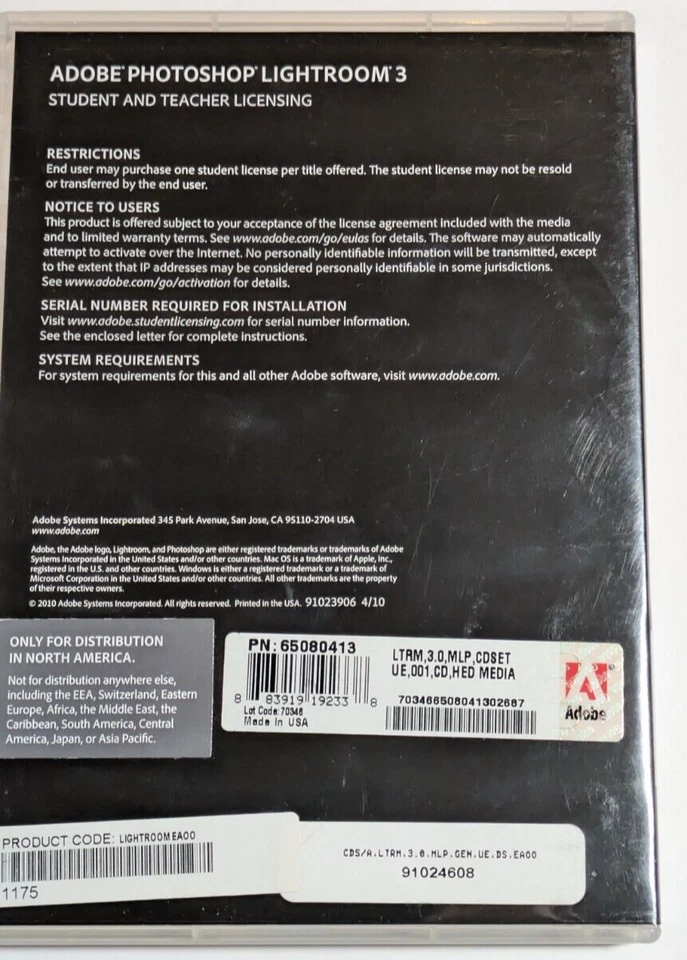 ADOBE® PHOTOSHOP® LIGHTROOM® 3
STUDENT AND TEACHER LICENSING
RESTRICTIONS
End user may purchase one student license per title offered. The student license may not be resold
or transferred by the end user.
NOTICE TO USERS
This product is offered subject to your acceptance of the license agreement included with the media
and to limited warranty terms. See www.adobe.com/go/eulas for details. The software may automatically
attempt to activate over the Internet. No personally identifiable information will be transmitted, except
to the extent that IP addresses may be considered personally identifiable in some jurisdictions.
See www.adobe.com/go/activation for details.
SERIAL NUMBER REQUIRED FOR INSTALLATION
Visit www.adobe.studentlicensing.com for serial number information.
See the enclosed letter for complete instructions.
SYSTEM REQUIREMENTS
For system requirements for this and all other Adobe software, visit www.adobe.com.
Adobe Systems Incorporated 345 Park Avenue, San Jose, CA 95110-2704 USA
www.adobe.com
Adobe, the Adobe logo, Lightroom, and Photoshop are either registered trademarks or trademarks of Adobe
Systems Incorporated in the United States and/or other countries. Mac OS is a trademark of Apple, Inc.,
registered in the U.S. and other countries. Windows is either a registered trademark or a trademark of
Microsoft Corporation in the United States and/or other countries. All other trademarks are the property
of their respective owners.
© 2010 Adobe Systems Incorporated. All rights reserved. Printed in the USA. 91023906 4/10
ONLY FOR DISTRIBUTION
IN NORTH AMERICA.
Not for distribution anywhere else,
including the EEA, Switzerland, Eastern
Europe, Africa, the Middle East, the
Caribbean, South America, Central
America, Japan, or Asia Pacific.
PN: 65080413
8 83919 19233 8
Lot Code: 70346
Made In USA
LTRM,3.0,MLP,CDSET
UE,001,CD,HED MEDIA
703466508041302687
Adobe
PRODUCT CODE: LIGHTROOMEA00
1175
CDS/A.LTRM.3.0.MLP.GEN.UE.DS.EA00
91024608